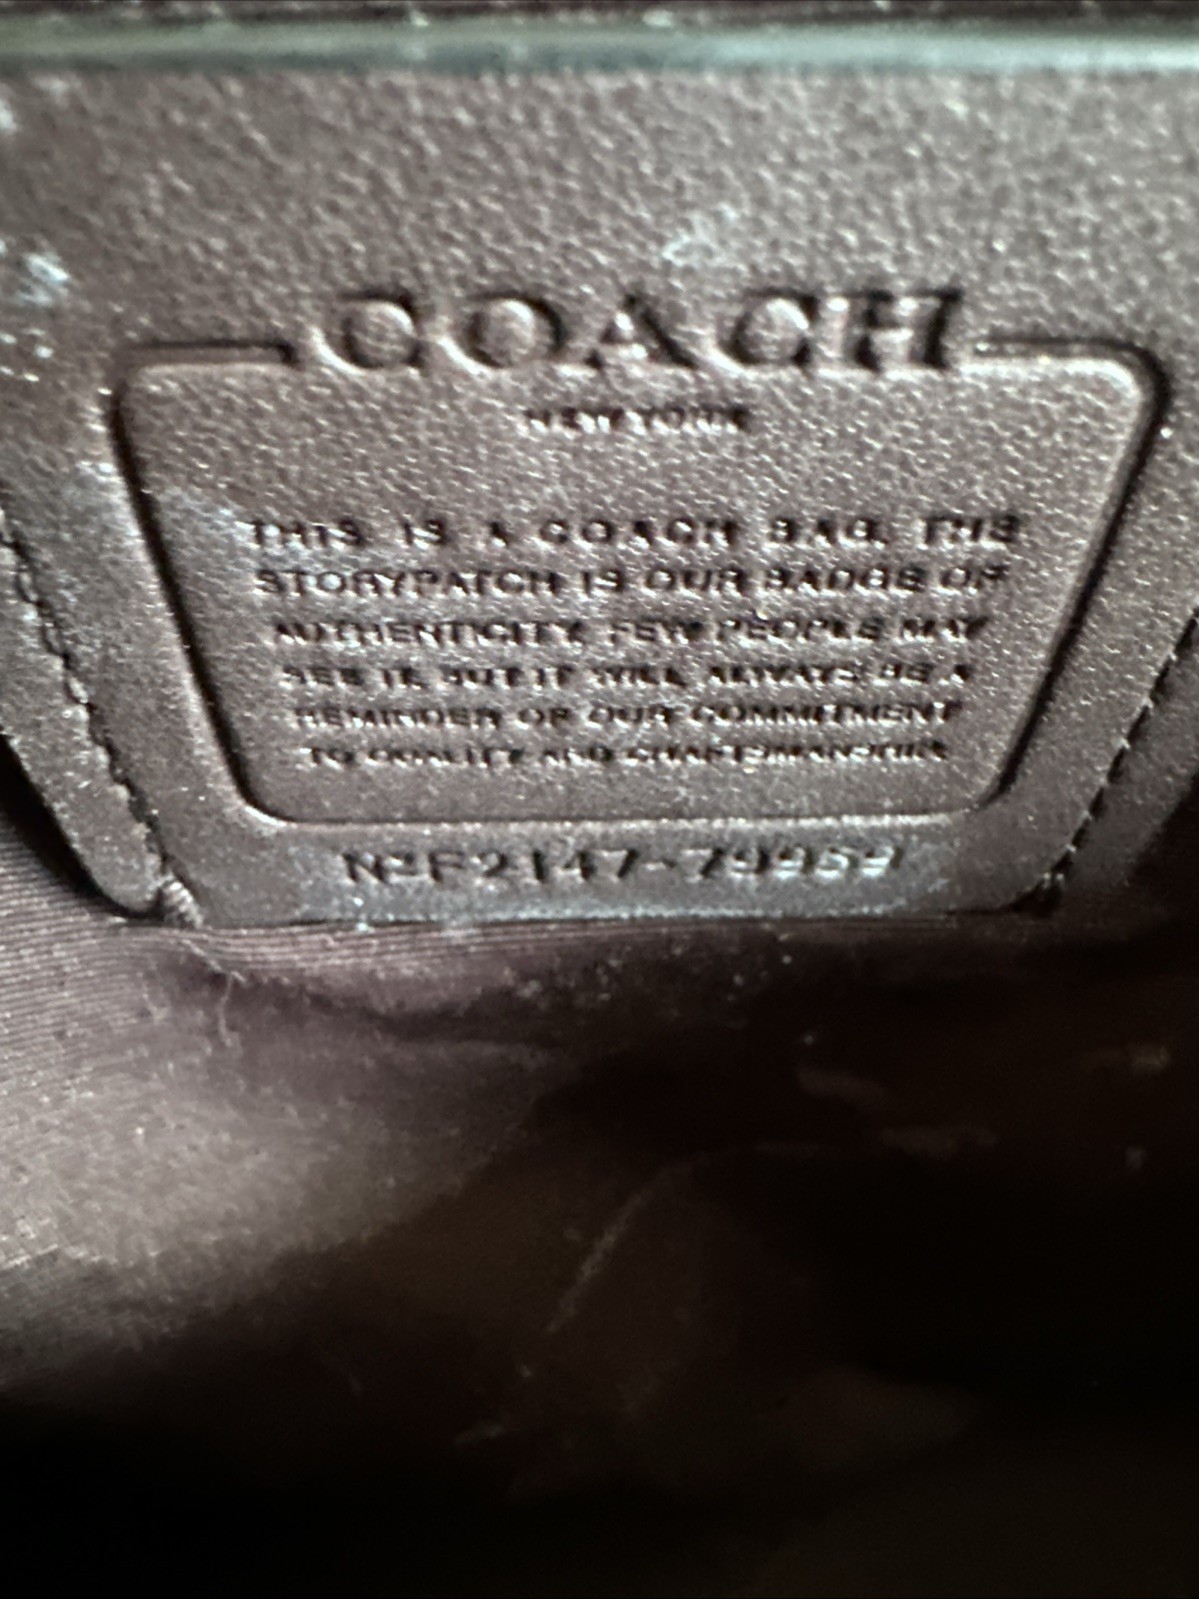 COACH
NEW YORK
THIS IS A COACH BAG. THE
STORYPATCH IS OUR BADGE OF
AUTHENTICITY. FEW PEOPLE MAY
SEE IT, BUT IT WILL ALWAYS BE A
REMINDER OF OUR COMMITMENT
TO QUALITY AND CRAFTSMANSHIP.
Nº F2147-79969